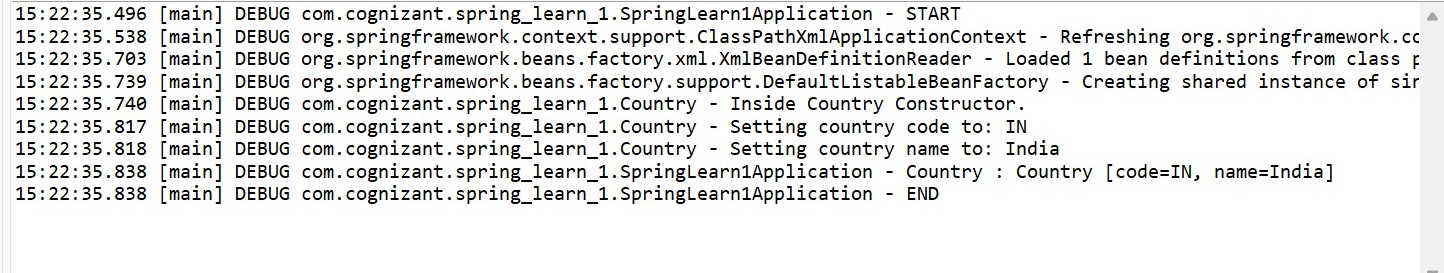 15:22:35.496 [main] DEBUG com.cognizant.spring_learn_1.SpringLearn1Application - START
15:22:35.538 [main] DEBUG org.springframework.context.support.ClassPathXmlApplicationContext - Refreshing org.springframework.cc
15:22:35.703 [main] DEBUG org.springframework.beans.factory.xml.XmlBeanDefinitionReader - Loaded 1 bean definitions from class p
15:22:35.739 [main] DEBUG org.springframework.beans.factory.support.DefaultListableBeanFactory - Creating shared instance of sin
15:22:35.740 [main] DEBUG com.cognizant.spring_learn_1.Country - Inside Country Constructor.
15:22:35.817 [main] DEBUG com.cognizant.spring_learn_1.Country - Setting country code to: IN
15:22:35.818 [main] DEBUG com.cognizant.spring_learn_1.Country - Setting country name to: India
15:22:35.838 [main] DEBUG com.cognizant.spring_learn_1.SpringLearn1Application - Country : Country [code=IN, name=India]
15:22:35.838 [main] DEBUG com.cognizant.spring_learn_1.SpringLearn1Application - END